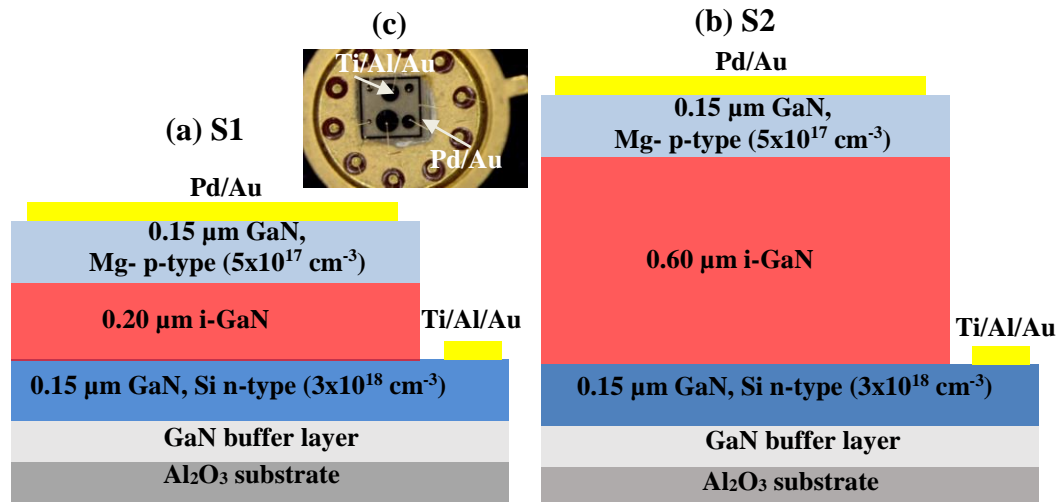 (a) S1
Pd/Au
0.15 µm GaN,
Mg- p-type (5x10¹⁷ cm⁻³)
0.20 µm i-GaN
Ti/Al/Au
0.15 µm GaN, Si n-type (3x10¹⁸ cm⁻³)
GaN buffer layer
Al₂O₃ substrate
(c)
Ti/Al/Au
Pd/Au
(b) S2
Pd/Au
0.15 µm GaN,
Mg- p-type (5x10¹⁷ cm⁻³)
0.60 µm i-GaN
Ti/Al/Au
0.15 µm GaN, Si n-type (3x10¹⁸ cm⁻³)
GaN buffer layer
Al₂O₃ substrate